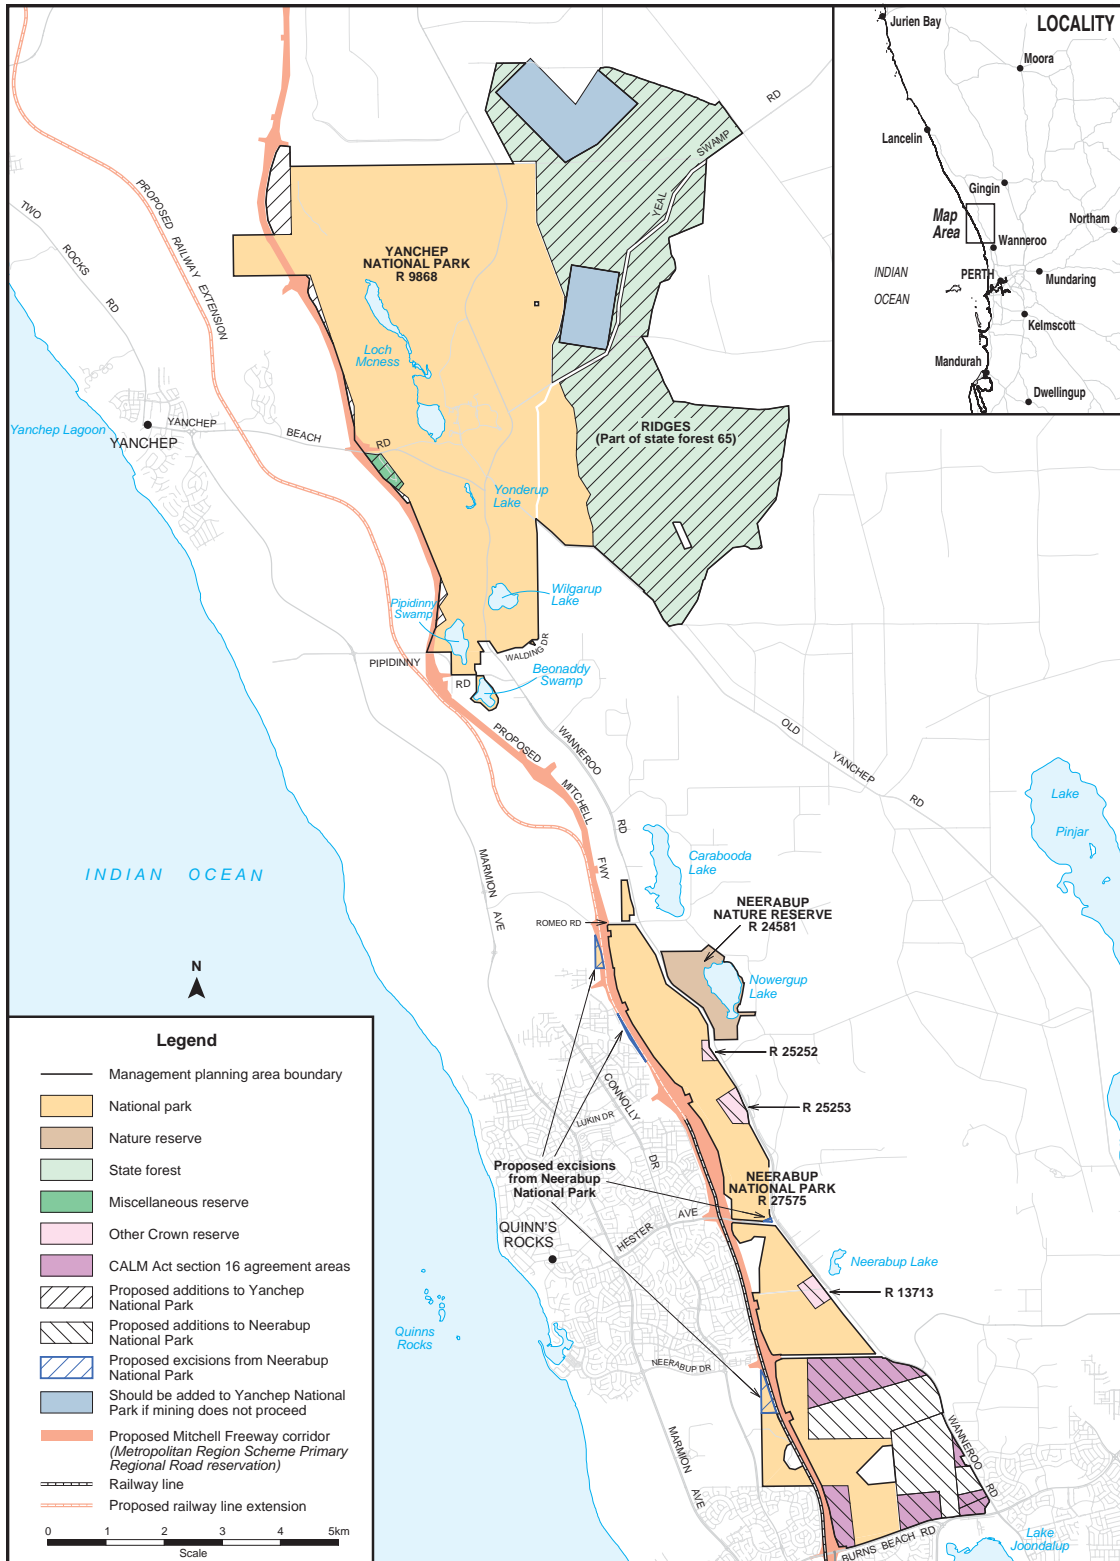 LOCALITY
Jurien Bay
Moora
Lancelin
Gingin
Map
Area
Northam
Wanneroo
INDIAN
OCEAN
PERTH
Mundaring
Kelmscott
Mandurah
Dwellingup
RD
SWAMP
YEAL
PROPOSED RAILWAY EXTENSION
TWO
ROCKS
RD
YANCHEP
NATIONAL PARK
R 9868
Loch
Mcness
RIDGES
(Part of state forest 65)
Yanchep Lagoon
YANCHEP
YANCHEP
BEACH
RD
Yonderup
Lake
Wilgarup
Lake
Pipidinny
Swamp
WALDING DR
PIPIDINNY
RD
Beonaddy
Swamp
PROPOSED
MITCHELL
FWY
WANNEROO
RD
OLD
YANCHEP
RD
Lake
Pinjar
Carabooda
Lake
MARMION
AVE
INDIAN OCEAN
ROMEO RD
NEERABUP
NATURE RESERVE
R 24581
Nowergup
Lake
N
R 25252
R 25253
CONNOLLY
DR
LUKIN DR
Proposed excisions
from Neerabup
National Park
NEERABUP
NATIONAL PARK
R 27575
HESTER
AVE
QUINN'S
ROCKS
Neerabup Lake
R 13713
Quinns
Rocks
NEERABUP DR
MARMION
AVE
WANNEROO
RD
BURNS BEACH RD
Lake
Joondalup
Legend
Management planning area boundary
National park
Nature reserve
State forest
Miscellaneous reserve
Other Crown reserve
CALM Act section 16 agreement areas
Proposed additions to Yanchep
National Park
Proposed additions to Neerabup
National Park
Proposed excisions from Neerabup
National Park
Should be added to Yanchep National
Park if mining does not proceed
Proposed Mitchell Freeway corridor
(Metropolitan Region Scheme Primary
Regional Road reservation)
Railway line
Proposed railway line extension
0 1 2 3 4 5km
Scale